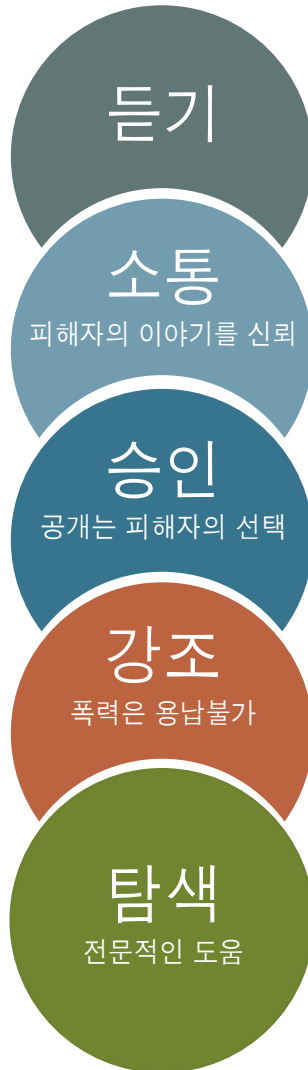 듣기
소통
피해자의 이야기를 신뢰
승인
공개는 피해자의 선택
강조
폭력은 용납불가
탐색
전문적인 도움